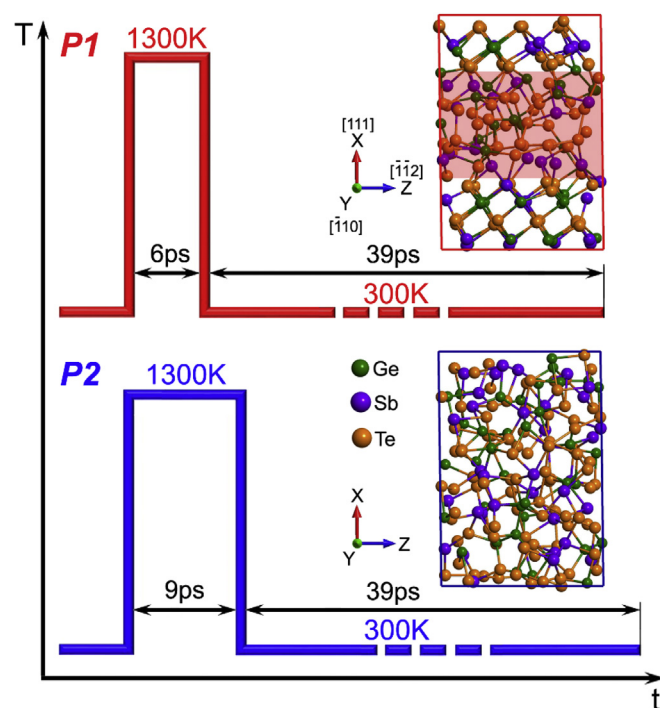 T
P1
1300K
[111]
X
[1̄1̄2]
Z
Y
[1̄10]
6ps
39ps
300K
P2
1300K
Ge
Sb
Te
X
Y
Z
9ps
39ps
300K
t